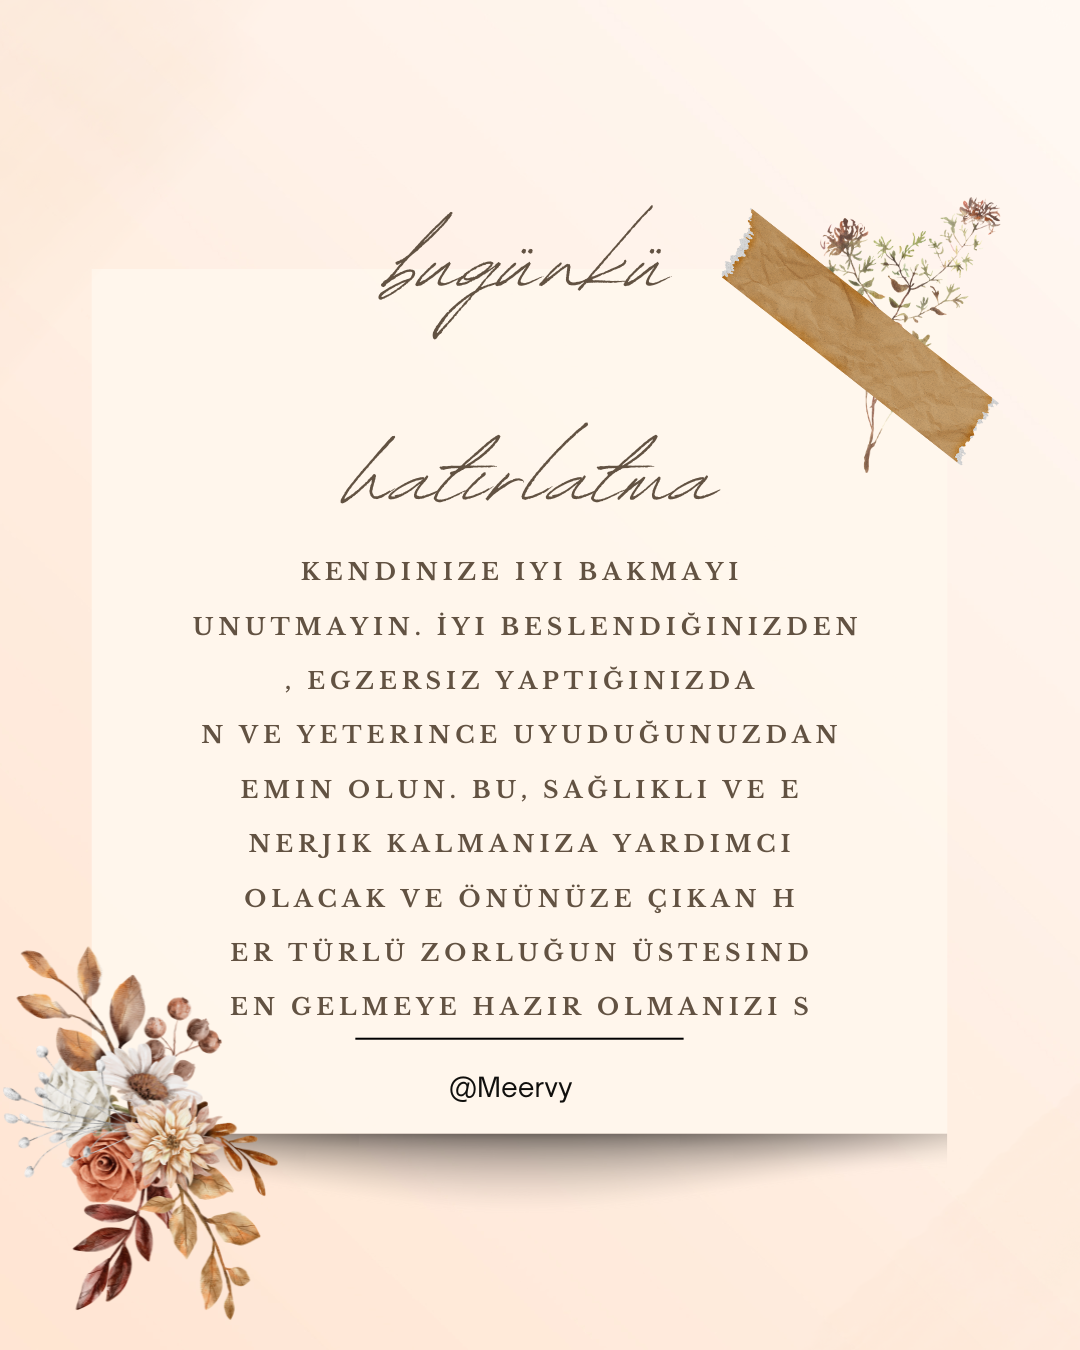 bugünkü
hatırlatma
KENDINIZE IYI BAKMAYI
UNUTMAYIN. İYI BESLENDIĞINIZDEN
, EGZERSIZ YAPTIĞINIZDA
N VE YETERINCE UYUDUĞUNUZDAN
EMIN OLUN. BU, SAĞLIKLI VE E
NERJIK KALMANIZA YARDIMCI
OLACAK VE ÖNÜNÜZE ÇIKAN H
ER TÜRLÜ ZORLUĞUN ÜSTESIND
EN GELMEYE HAZIR OLMANIZI S
@Meervy